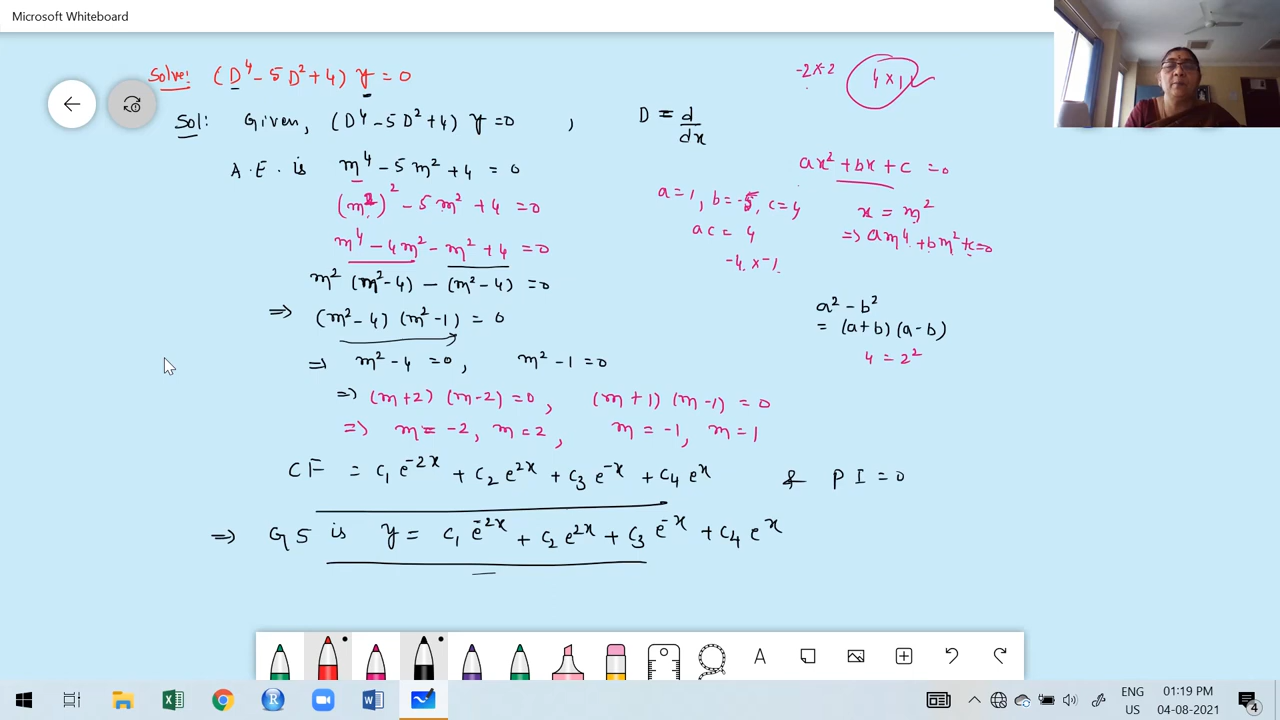 Microsoft Whiteboard
Solve: (D⁴ - 5D² + 4) y = 0
Sol: Given, (D⁴ - 5D² + 4) y = 0 , D ≡ d/dx
A.E. is m⁴ - 5m² + 4 = 0
(m²)² - 5m² + 4 = 0
m⁴ - 4m² - m² + 4 = 0
m² (m² - 4) - (m² - 4) = 0
⇒ (m² - 4) (m² - 1) = 0
⇒ m² - 4 = 0, m² - 1 = 0
⇒ (m + 2) (m - 2) = 0, (m + 1) (m - 1) = 0
⇒ m = -2, m = 2, m = -1, m = 1
CF = c₁ e⁻²ˣ + c₂ e²ˣ + c₃ e⁻ˣ + c₄ eˣ & PI = 0
⇒ GS is y = c₁ e⁻²ˣ + c₂ e²ˣ + c₃ e⁻ˣ + c₄ eˣ
-2 x -2
4 x 1
ax² + bx + c = 0
x = m²
⇒ am⁴ + bm² + c = 0
a = 1, b = -5, c = 4
ac = 4
-4 x -1
a² - b²
= (a + b) (a - b)
4 = 2²
A
ENG
US
01:19 PM
04-08-2021
4